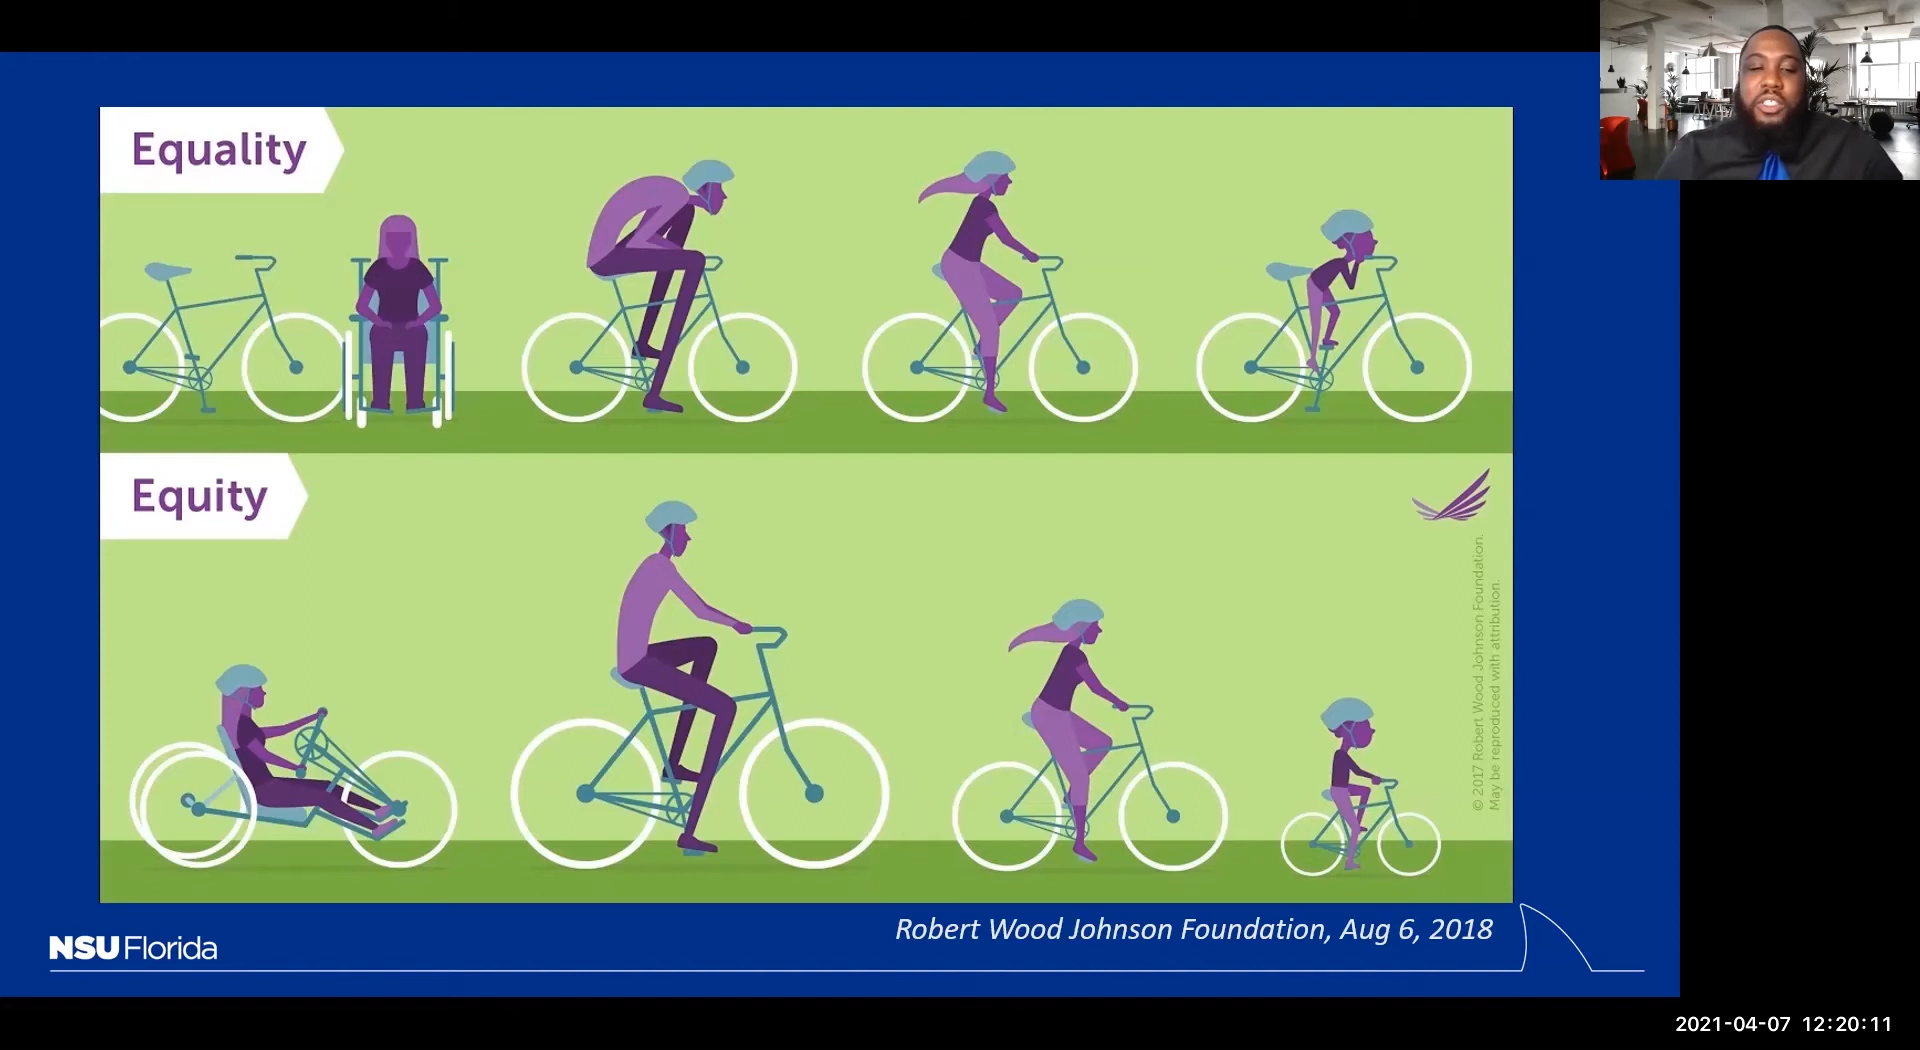 Equality
Equity
© 2017 Robert Wood Johnson Foundation.
May be reproduced with attribution.
Robert Wood Johnson Foundation, Aug 6, 2018
NSU Florida
2021-04-07 12:20:11